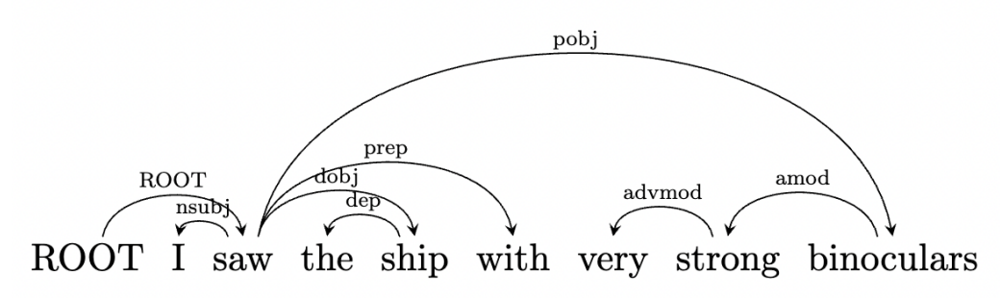 pobj
prep
dobj
ROOT
nsubj
dep
advmod
amod
ROOT I saw the ship with very strong binoculars